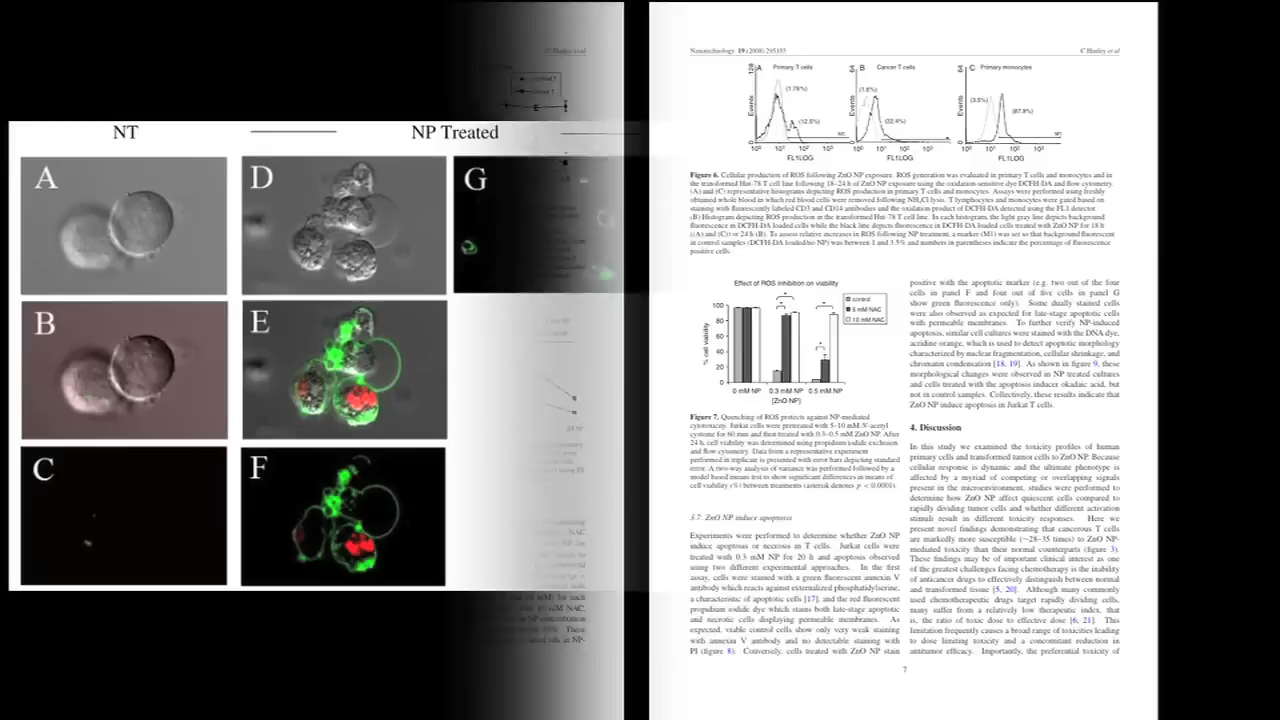 NT
NP Treated
A
D
G
B
E
C
F
Nanotechnology 19 (2008) 295103
C Hanley et al
A Primary T cells
128
Events
0
(1.76%)
(12.5%)
M1
10⁰ 10¹ 10² 10³
FL1LOG
B Cancer T cells
64
Events
0
(1.6%)
(22.4%)
10⁰ 10¹ 10² 10³
FL1LOG
C Primary monocytes
64
Events
0
(3.5%)
(87.9%)
M1
10⁰ 10¹ 10² 10³
FL1LOG
Figure 6. Cellular production of ROS following ZnO NP exposure. ROS generation was evaluated in primary T cells and monocytes and in
the transformed Hut-78 T cell line following 18–24 h of ZnO NP exposure using the oxidation-sensitive dye DCFH-DA and flow cytometry.
(A) and (C) representative histograms depicting ROS production in primary T cells and monocytes. Assays were performed using freshly
obtained whole blood in which red blood cells were removed following NH₄Cl lysis. T lymphocytes and monocytes were gated based on
staining with fluorescently labeled CD3 and CD14 antibodies and the oxidation product of DCFH-DA detected using the FL1 detector.
(B) Histogram depicting ROS production in the transformed Hut-78 T cell line. In each histogram, the light gray line depicts background
fluorescence in DCFH-DA loaded cells while the black line depicts fluorescence in DCFH-DA loaded cells treated with ZnO NP for 18 h
((A) and (C)) or 24 h (B). To assess relative increases in ROS following NP treatment, a marker (M1) was set so that background fluorescent
in control samples (DCFH-DA loaded/no NP) was between 1 and 3.5% and numbers in parentheses indicate the percentage of fluorescence
positive cells.
Effect of ROS inhibition on viability
control
5 mM NAC
10 mM NAC
% cell viability
100
80
60
40
20
0
0 mM NP 0.3 mM NP 0.5 mM NP
[ZnO NP]
Figure 7. Quenching of ROS protects against NP-mediated
cytotoxicity. Jurkat cells were pretreated with 5–10 mM N-acetyl
cysteine for 60 min and then treated with 0.3–0.5 mM ZnO NP. After
24 h, cell viability was determined using propidium iodide exclusion
and flow cytometry. Data from a representative experiment
performed in triplicate is presented with error bars depicting standard
error. A two-way analysis of variance was performed followed by a
model based means test to show significant differences in means of
cell viability (%) between treatments (asterisk denotes p < 0.0001).
3.7. ZnO NP induce apoptosis
Experiments were performed to determine whether ZnO NP
induce apoptosis or necrosis in T cells. Jurkat cells were
treated with 0.3 mM NP for 20 h and apoptosis observed
using two different experimental approaches. In the first
assay, cells were stained with a green fluorescent annexin V
antibody which reacts against externalized phosphatidylserine,
a characteristic of apoptotic cells [17], and the red fluorescent
propidium iodide dye which stains both late-stage apoptotic
and necrotic cells displaying permeable membranes. As
expected, viable control cells show only very weak staining
with annexin V antibody and no detectable staining with
PI (figure 8). Conversely, cells treated with ZnO NP stain
positive with the apoptotic marker (e.g. two out of the four
cells in panel F and four out of five cells in panel G
show green fluorescence only). Some dually stained cells
were also observed as expected for late-stage apoptotic cells
with permeable membranes. To further verify NP-induced
apoptosis, similar cell cultures were stained with the DNA dye,
acridine orange, which is used to detect apoptotic morphology
characterized by nuclear fragmentation, cellular shrinkage, and
chromatin condensation [18, 19]. As shown in figure 9, these
morphological changes were observed in NP treated cultures
and cells treated with the apoptosis inducer okadaic acid, but
not in control samples. Collectively, these results indicate that
ZnO NP induce apoptosis in Jurkat T cells.
4. Discussion
In this study we examined the toxicity profiles of human
primary cells and transformed tumor cells to ZnO NP. Because
cellular response is dynamic and the ultimate phenotype is
affected by a myriad of competing or overlapping signals
present in the microenvironment, studies were performed to
determine how ZnO NP affect quiescent cells compared to
rapidly dividing tumor cells and whether different activation
stimuli result in different toxicity responses. Here we
present novel findings demonstrating that cancerous T cells
are markedly more susceptible (~28–35 times) to ZnO NP-
mediated toxicity than their normal counterparts (figure 3).
These findings may be of important clinical interest as one
of the greatest challenges facing chemotherapy is the inability
of anticancer drugs to effectively distinguish between normal
and transformed tissue [5, 20]. Although many commonly
used chemotherapeutic drugs target rapidly dividing cells,
many suffer from a relatively low therapeutic index, that
is, the ratio of toxic dose to effective dose [6, 21]. This
limitation frequently causes a broad range of toxicities leading
to dose limiting toxicity and a concomitant reduction in
antitumor efficacy. Importantly, the preferential toxicity of
7